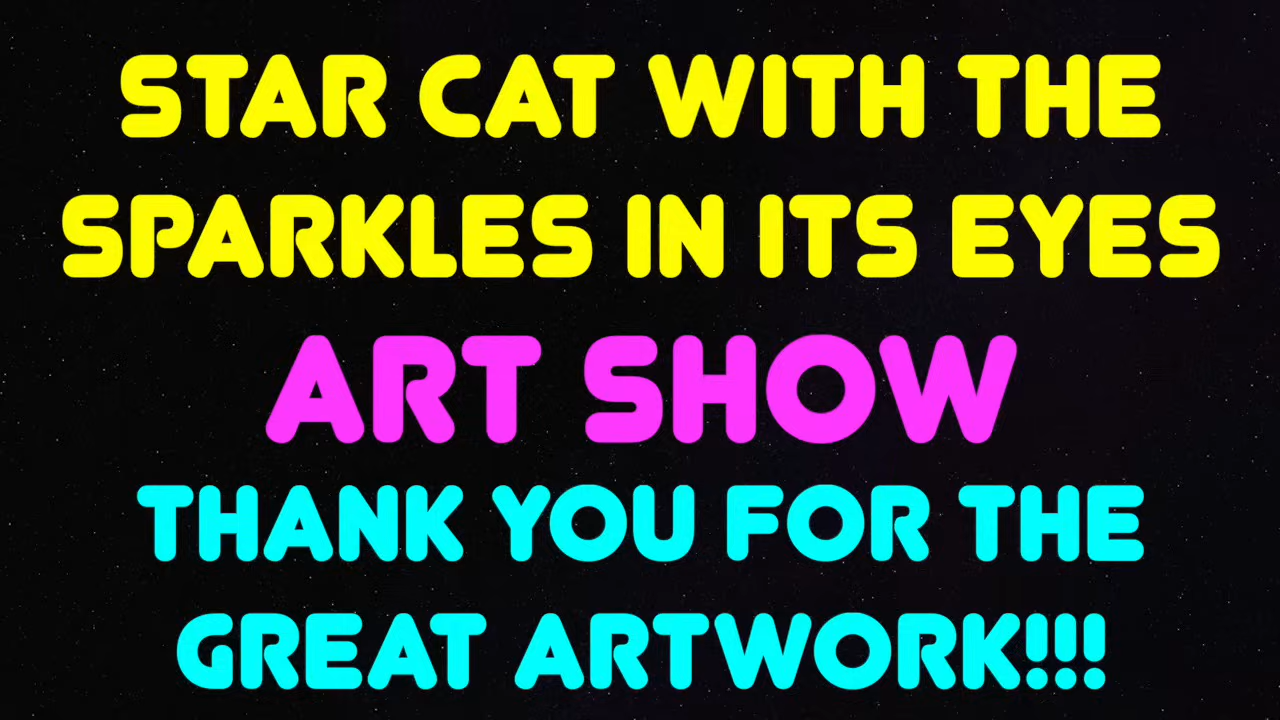 STAR CAT WITH THE
SPARKLES IN ITS EYES
ART SHOW
THANK YOU FOR THE
GREAT ARTWORK!!!